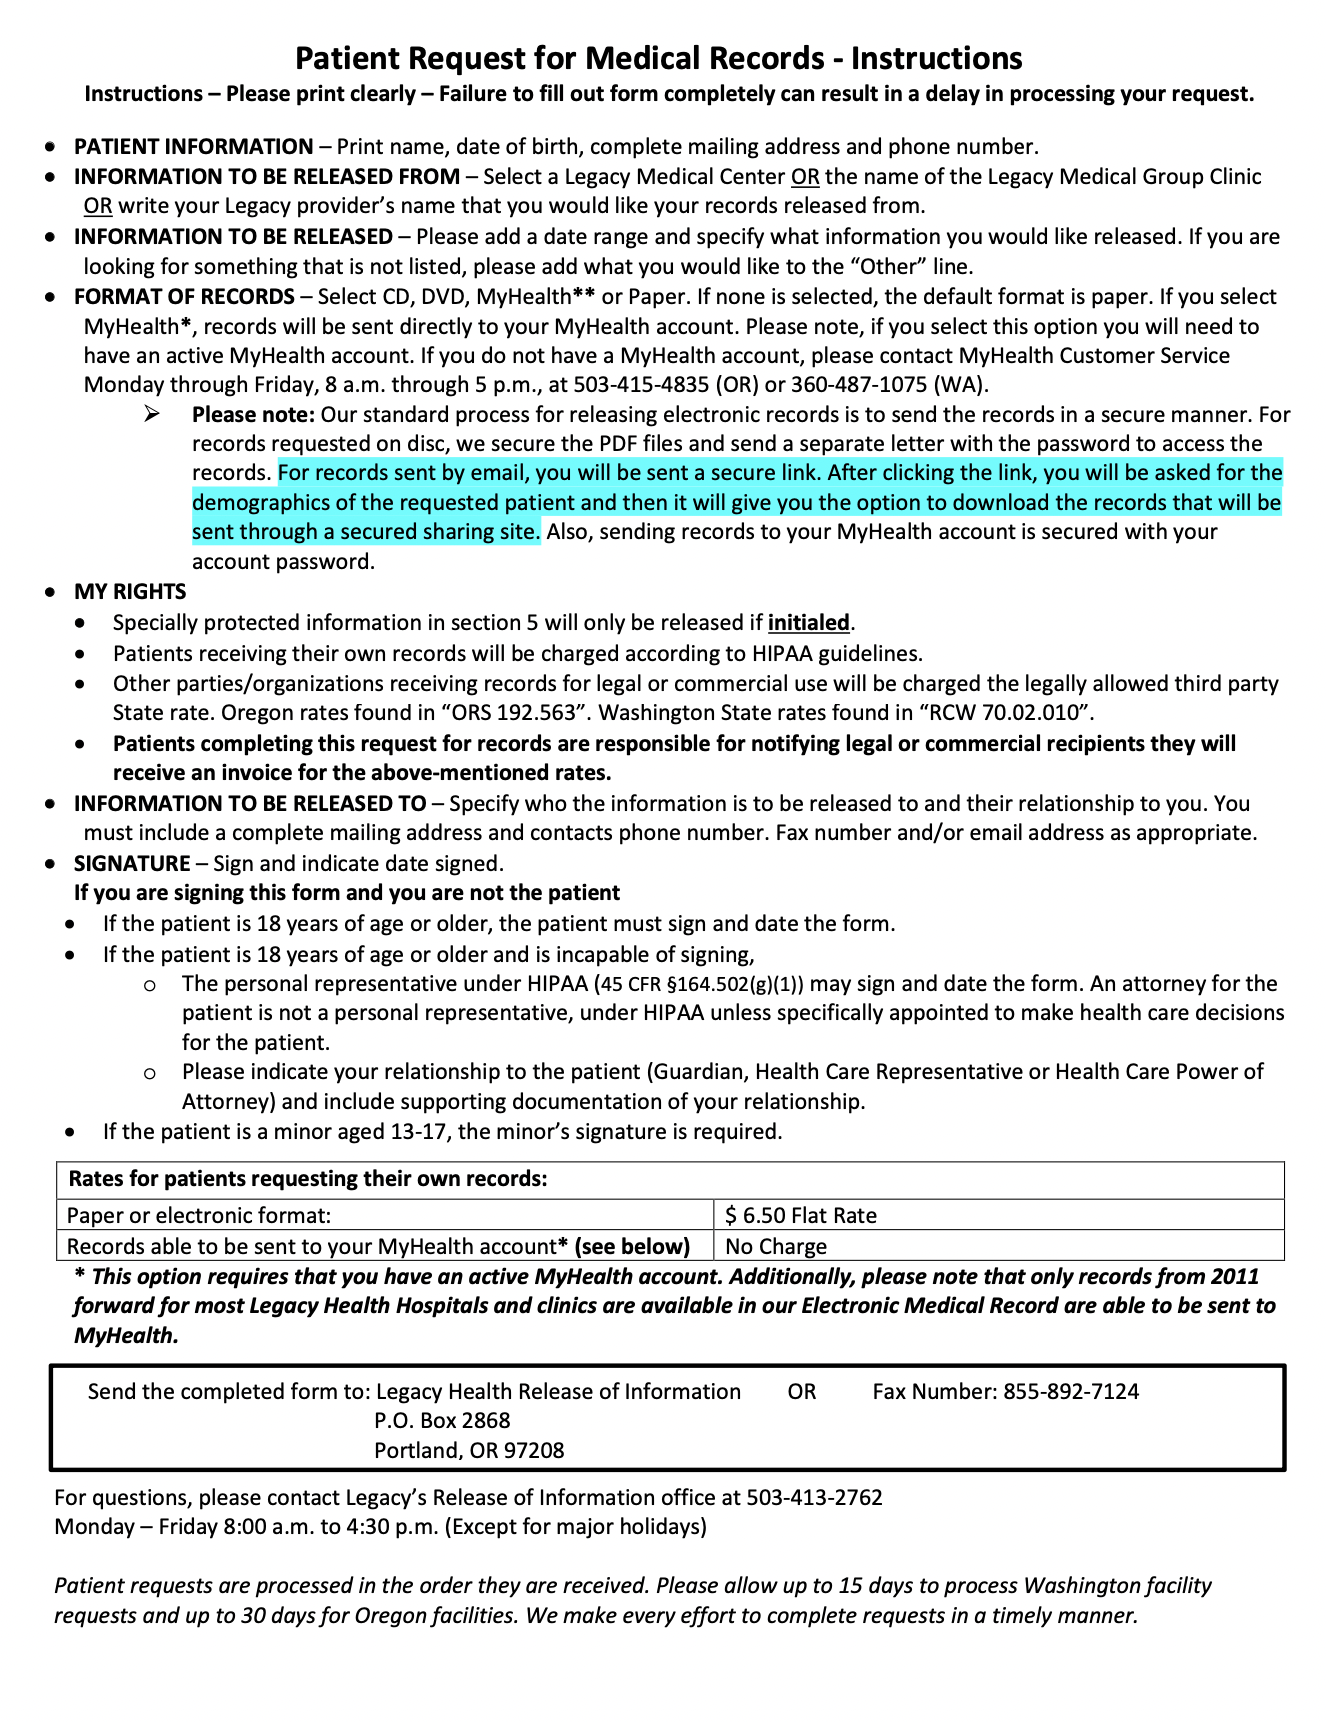 Patient Request for Medical Records - Instructions
Instructions – Please print clearly – Failure to fill out form completely can result in a delay in processing your request.
• PATIENT INFORMATION – Print name, date of birth, complete mailing address and phone number.
• INFORMATION TO BE RELEASED FROM – Select a Legacy Medical Center OR the name of the Legacy Medical Group Clinic
OR write your Legacy provider’s name that you would like your records released from.
• INFORMATION TO BE RELEASED – Please add a date range and specify what information you would like released. If you are
looking for something that is not listed, please add what you would like to the “Other” line.
• FORMAT OF RECORDS – Select CD, DVD, MyHealth** or Paper. If none is selected, the default format is paper. If you select
MyHealth*, records will be sent directly to your MyHealth account. Please note, if you select this option you will need to
have an active MyHealth account. If you do not have a MyHealth account, please contact MyHealth Customer Service
Monday through Friday, 8 a.m. through 5 p.m., at 503-415-4835 (OR) or 360-487-1075 (WA).
➢ Please note: Our standard process for releasing electronic records is to send the records in a secure manner. For
records requested on disc, we secure the PDF files and send a separate letter with the password to access the
records. For records sent by email, you will be sent a secure link. After clicking the link, you will be asked for the
demographics of the requested patient and then it will give you the option to download the records that will be
sent through a secured sharing site. Also, sending records to your MyHealth account is secured with your
account password.
• MY RIGHTS
• Specially protected information in section 5 will only be released if initialed.
• Patients receiving their own records will be charged according to HIPAA guidelines.
• Other parties/organizations receiving records for legal or commercial use will be charged the legally allowed third party
State rate. Oregon rates found in “ORS 192.563”. Washington State rates found in “RCW 70.02.010”.
• Patients completing this request for records are responsible for notifying legal or commercial recipients they will
receive an invoice for the above-mentioned rates.
• INFORMATION TO BE RELEASED TO – Specify who the information is to be released to and their relationship to you. You
must include a complete mailing address and contacts phone number. Fax number and/or email address as appropriate.
• SIGNATURE – Sign and indicate date signed.
If you are signing this form and you are not the patient
• If the patient is 18 years of age or older, the patient must sign and date the form.
• If the patient is 18 years of age or older and is incapable of signing,
o The personal representative under HIPAA (45 CFR §164.502(g)(1)) may sign and date the form. An attorney for the
patient is not a personal representative, under HIPAA unless specifically appointed to make health care decisions
for the patient.
o Please indicate your relationship to the patient (Guardian, Health Care Representative or Health Care Power of
Attorney) and include supporting documentation of your relationship.
• If the patient is a minor aged 13-17, the minor’s signature is required.
Rates for patients requesting their own records:
Paper or electronic format: $ 6.50 Flat Rate
Records able to be sent to your MyHealth account* (see below) No Charge
* This option requires that you have an active MyHealth account. Additionally, please note that only records from 2011
forward for most Legacy Health Hospitals and clinics are available in our Electronic Medical Record are able to be sent to
MyHealth.
Send the completed form to: Legacy Health Release of Information OR Fax Number: 855-892-7124
P.O. Box 2868
Portland, OR 97208
For questions, please contact Legacy’s Release of Information office at 503-413-2762
Monday – Friday 8:00 a.m. to 4:30 p.m. (Except for major holidays)
Patient requests are processed in the order they are received. Please allow up to 15 days to process Washington facility
requests and up to 30 days for Oregon facilities. We make every effort to complete requests in a timely manner.